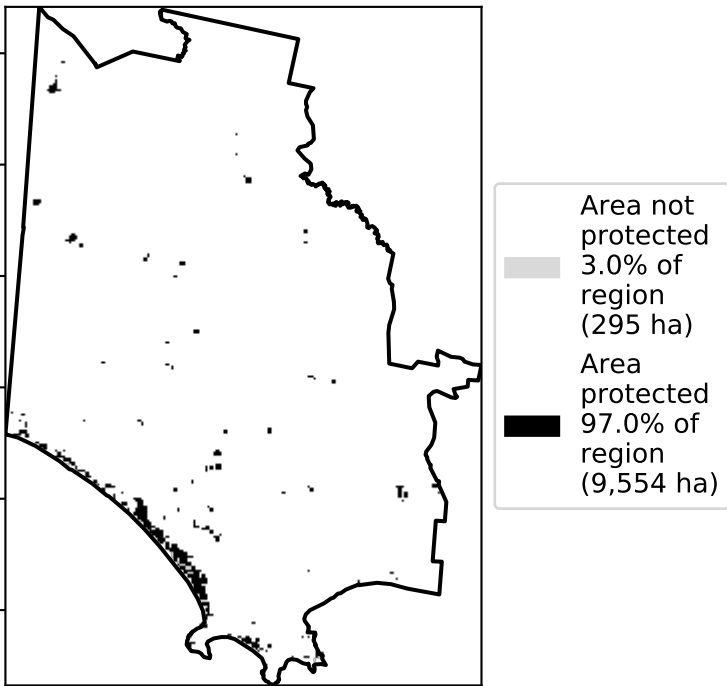 Area not
protected
3.0% of
region
(295 ha)
Area
protected
97.0% of
region
(9,554 ha)